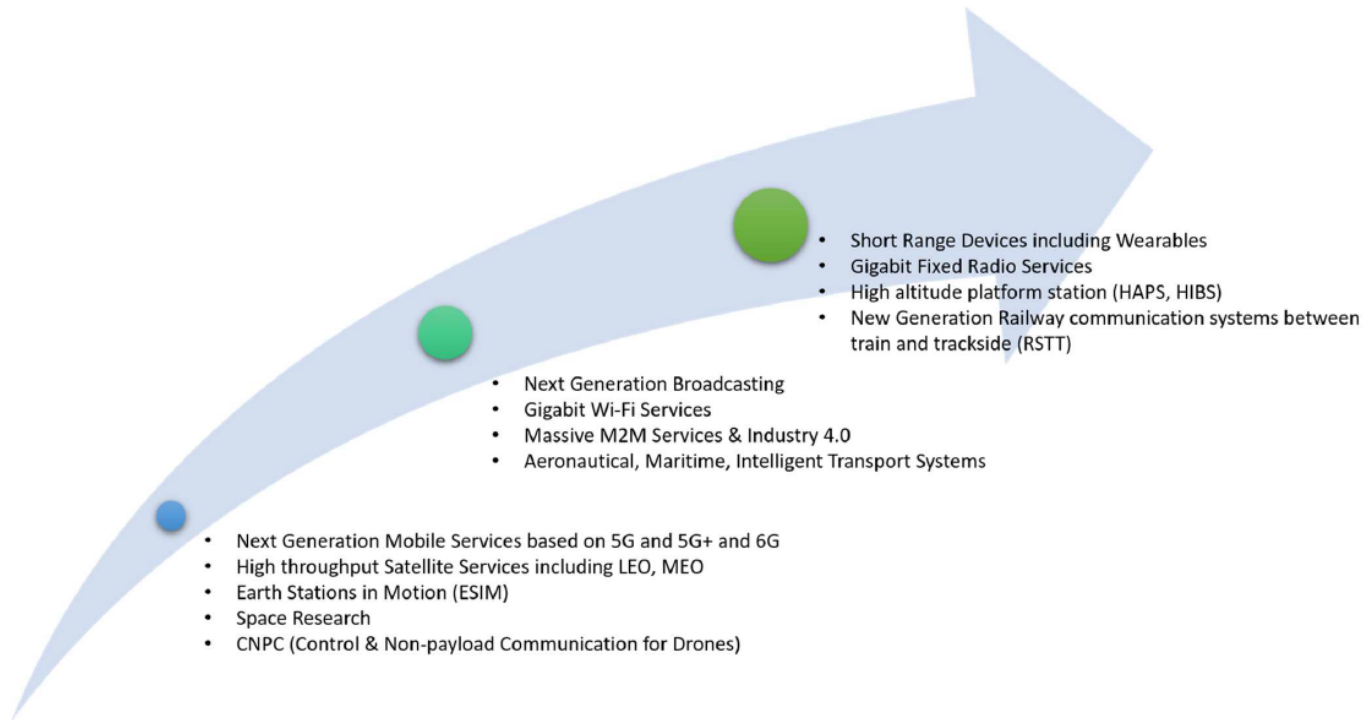 • Short Range Devices including Wearables
• Gigabit Fixed Radio Services
• High altitude platform station (HAPS, HIBS)
• New Generation Railway communication systems between
train and trackside (RSTT)
• Next Generation Broadcasting
• Gigabit Wi-Fi Services
• Massive M2M Services & Industry 4.0
• Aeronautical, Maritime, Intelligent Transport Systems
• Next Generation Mobile Services based on 5G and 5G+ and 6G
• High throughput Satellite Services including LEO, MEO
• Earth Stations in Motion (ESIM)
• Space Research
• CNPC (Control & Non-payload Communication for Drones)